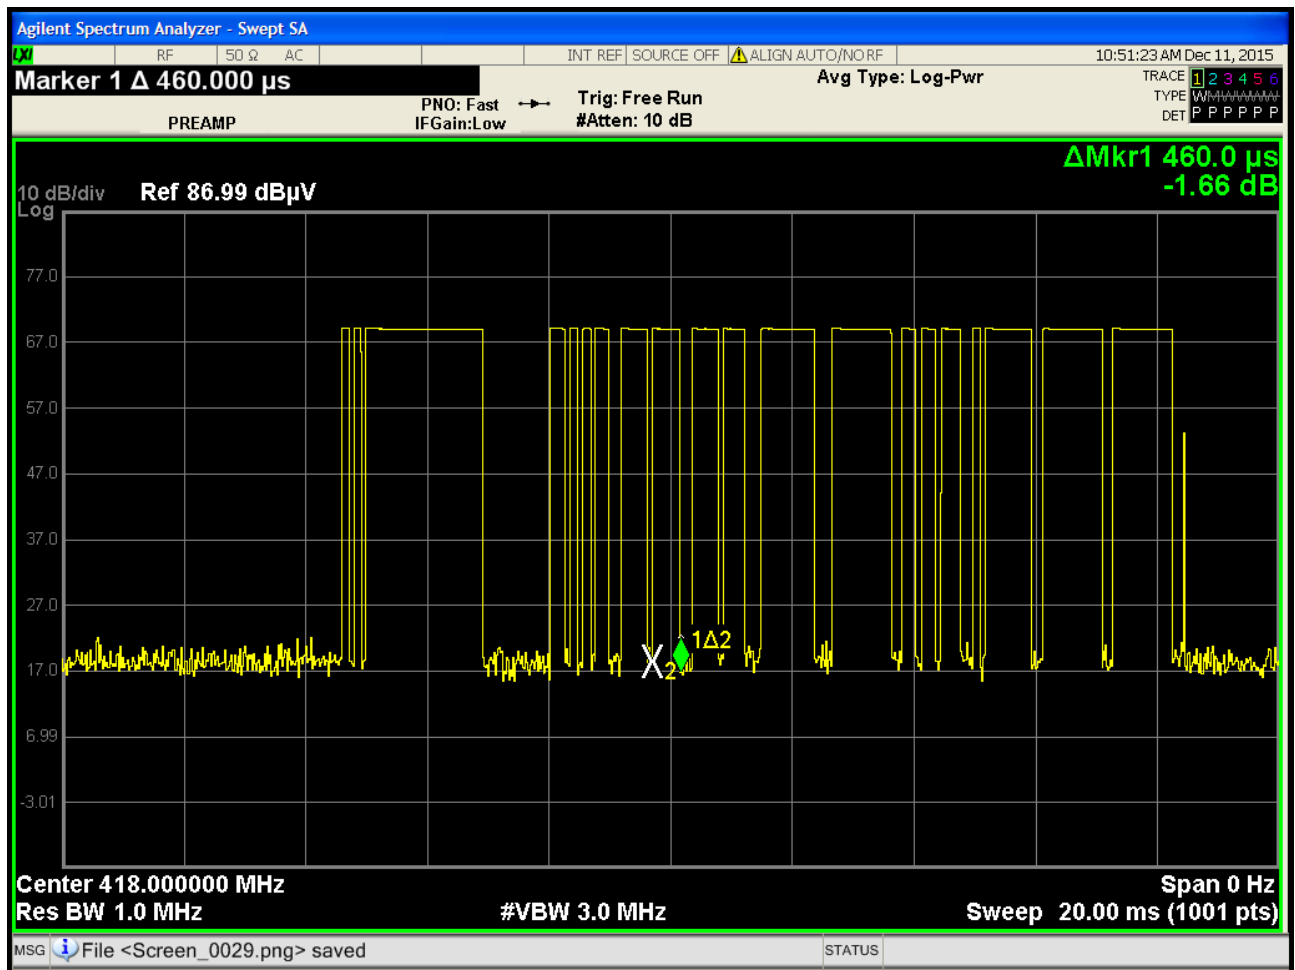 Agilent Spectrum Analyzer - Swept SA
LXI RF 50 Ω AC INT REF SOURCE OFF ALIGN AUTO/NO RF 10:51:23 AM Dec 11, 2015
Marker 1 Δ 460.000 µs Avg Type: Log-Pwr TRACE 1 2 3 4 5 6
PNO: Fast Trig: Free Run TYPE WMWWWW
PREAMP IFGain:Low #Atten: 10 dB DET P P P P P P
ΔMkr1 460.0 µs
10 dB/div Ref 86.99 dBµV -1.66 dB
Log
77.0
67.0
57.0
47.0
37.0
27.0
1Δ2
17.0 X2
6.99
-3.01
Center 418.000000 MHz Span 0 Hz
Res BW 1.0 MHz #VBW 3.0 MHz Sweep 20.00 ms (1001 pts)
MSG File <Screen_0029.png> saved STATUS